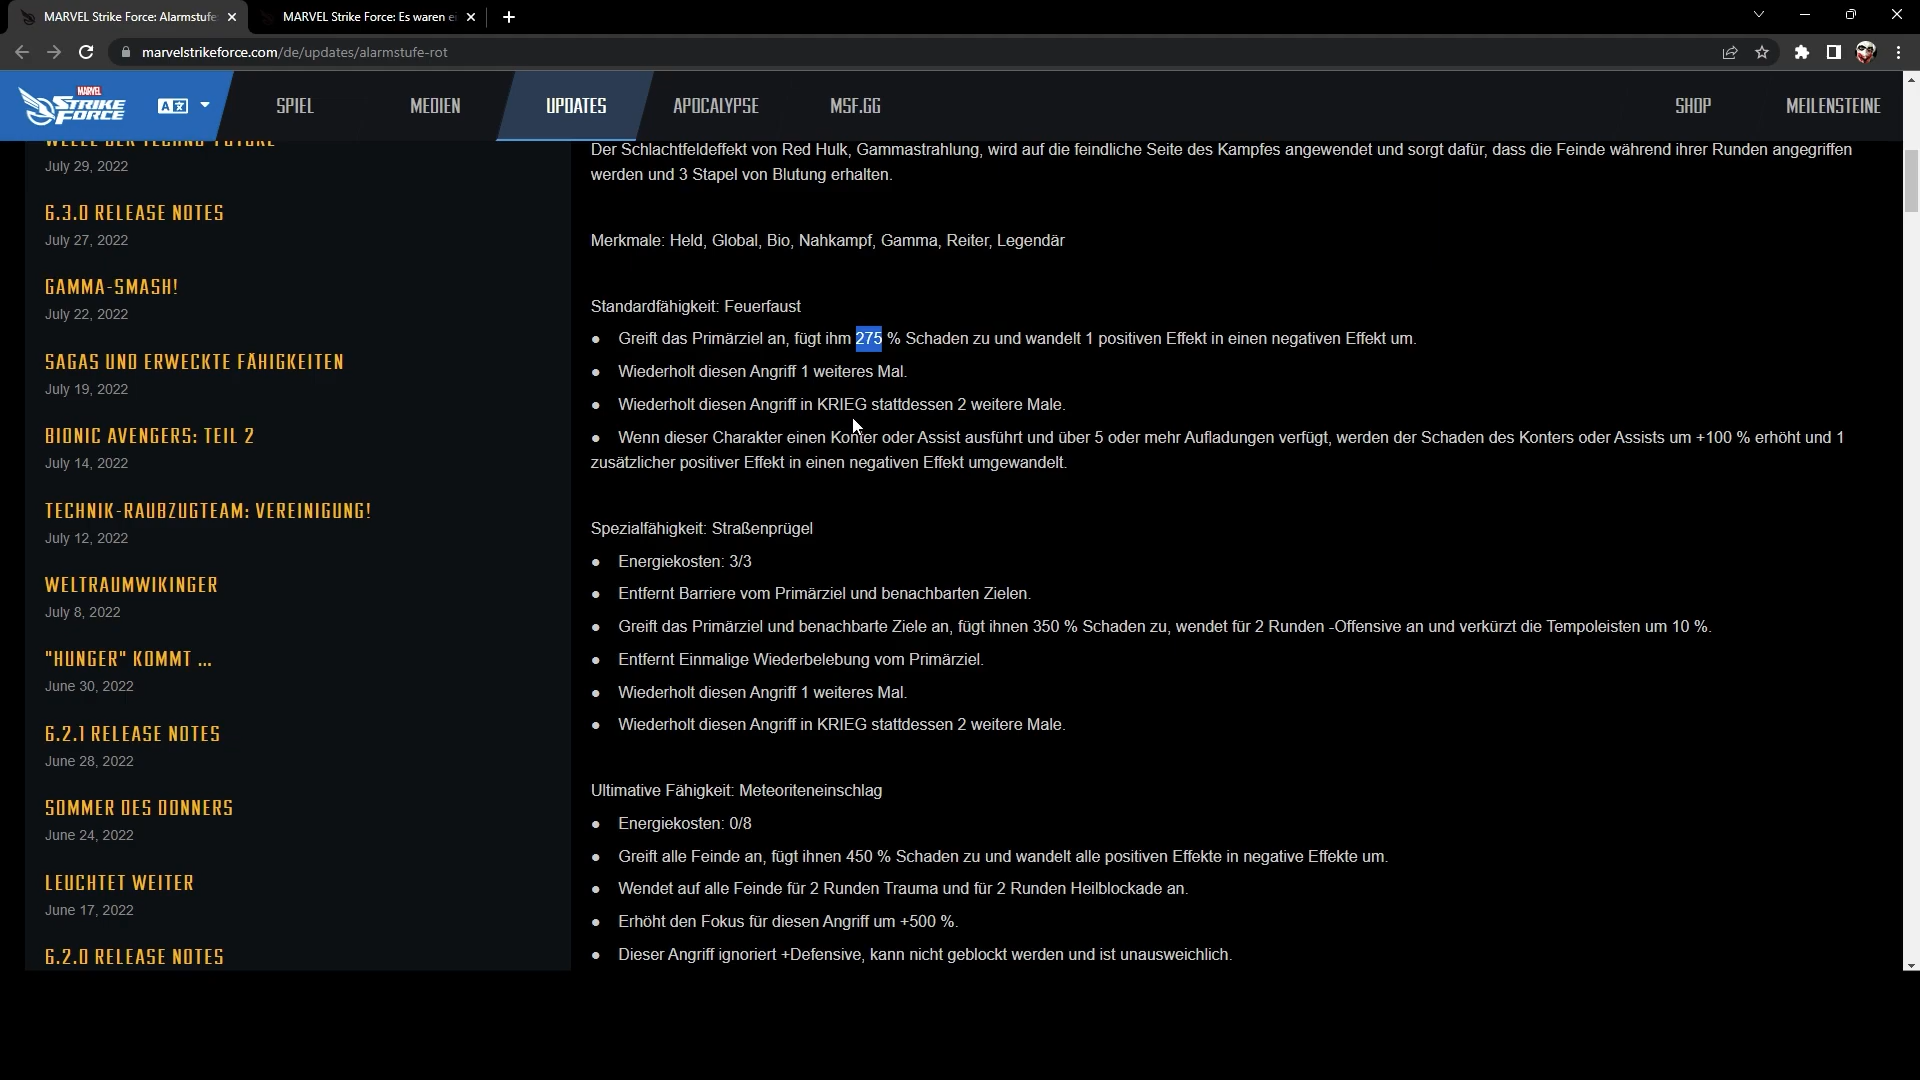 MARVEL Strike Force: Alarmstufe
MARVEL Strike Force: Es waren e
marvelstrikeforce.com/de/updates/alarmstufe-rot
MARVEL
STRIKE
FORCE
SPIEL
MEDIEN
UPDATES
APOCALYPSE
MSF.GG
SHOP
MEILENSTEINE
WELLE DER TECHNO-FUTURE
July 29, 2022
6.3.0 RELEASE NOTES
July 27, 2022
GAMMA-SMASH!
July 22, 2022
SAGAS UND ERWECKTE FÄHIGKEITEN
July 19, 2022
BIONIC AVENGERS: TEIL 2
July 14, 2022
TECHNIK-RAUBZUGTEAM: VEREINIGUNG!
July 12, 2022
WELTRAUMWIKINGER
July 8, 2022
"HUNGER" KOMMT ...
June 30, 2022
6.2.1 RELEASE NOTES
June 28, 2022
SOMMER DES DONNERS
June 24, 2022
LEUCHTET WEITER
June 17, 2022
6.2.0 RELEASE NOTES
Der Schlachtfeldeffekt von Red Hulk, Gammastrahlung, wird auf die feindliche Seite des Kampfes angewendet und sorgt dafür, dass die Feinde während ihrer Runden angegriffen
werden und 3 Stapel von Blutung erhalten.
Merkmale: Held, Global, Bio, Nahkampf, Gamma, Reiter, Legendär
Standardfähigkeit: Feuerfaust
● Greift das Primärziel an, fügt ihm 275 % Schaden zu und wandelt 1 positiven Effekt in einen negativen Effekt um.
● Wiederholt diesen Angriff 1 weiteres Mal.
● Wiederholt diesen Angriff in KRIEG stattdessen 2 weitere Male.
● Wenn dieser Charakter einen Konter oder Assist ausführt und über 5 oder mehr Aufladungen verfügt, werden der Schaden des Konters oder Assists um +100 % erhöht und 1
zusätzlicher positiver Effekt in einen negativen Effekt umgewandelt.
Spezialfähigkeit: Straßenprügel
● Energiekosten: 3/3
● Entfernt Barriere vom Primärziel und benachbarten Zielen.
● Greift das Primärziel und benachbarte Ziele an, fügt ihnen 350 % Schaden zu, wendet für 2 Runden -Offensive an und verkürzt die Tempoleisten um 10 %.
● Entfernt Einmalige Wiederbelebung vom Primärziel.
● Wiederholt diesen Angriff 1 weiteres Mal.
● Wiederholt diesen Angriff in KRIEG stattdessen 2 weitere Male.
Ultimative Fähigkeit: Meteoriteneinschlag
● Energiekosten: 0/8
● Greift alle Feinde an, fügt ihnen 450 % Schaden zu und wandelt alle positiven Effekte in negative Effekte um.
● Wendet auf alle Feinde für 2 Runden Trauma und für 2 Runden Heilblockade an.
● Erhöht den Fokus für diesen Angriff um +500 %.
● Dieser Angriff ignoriert +Defensive, kann nicht geblockt werden und ist unausweichlich.